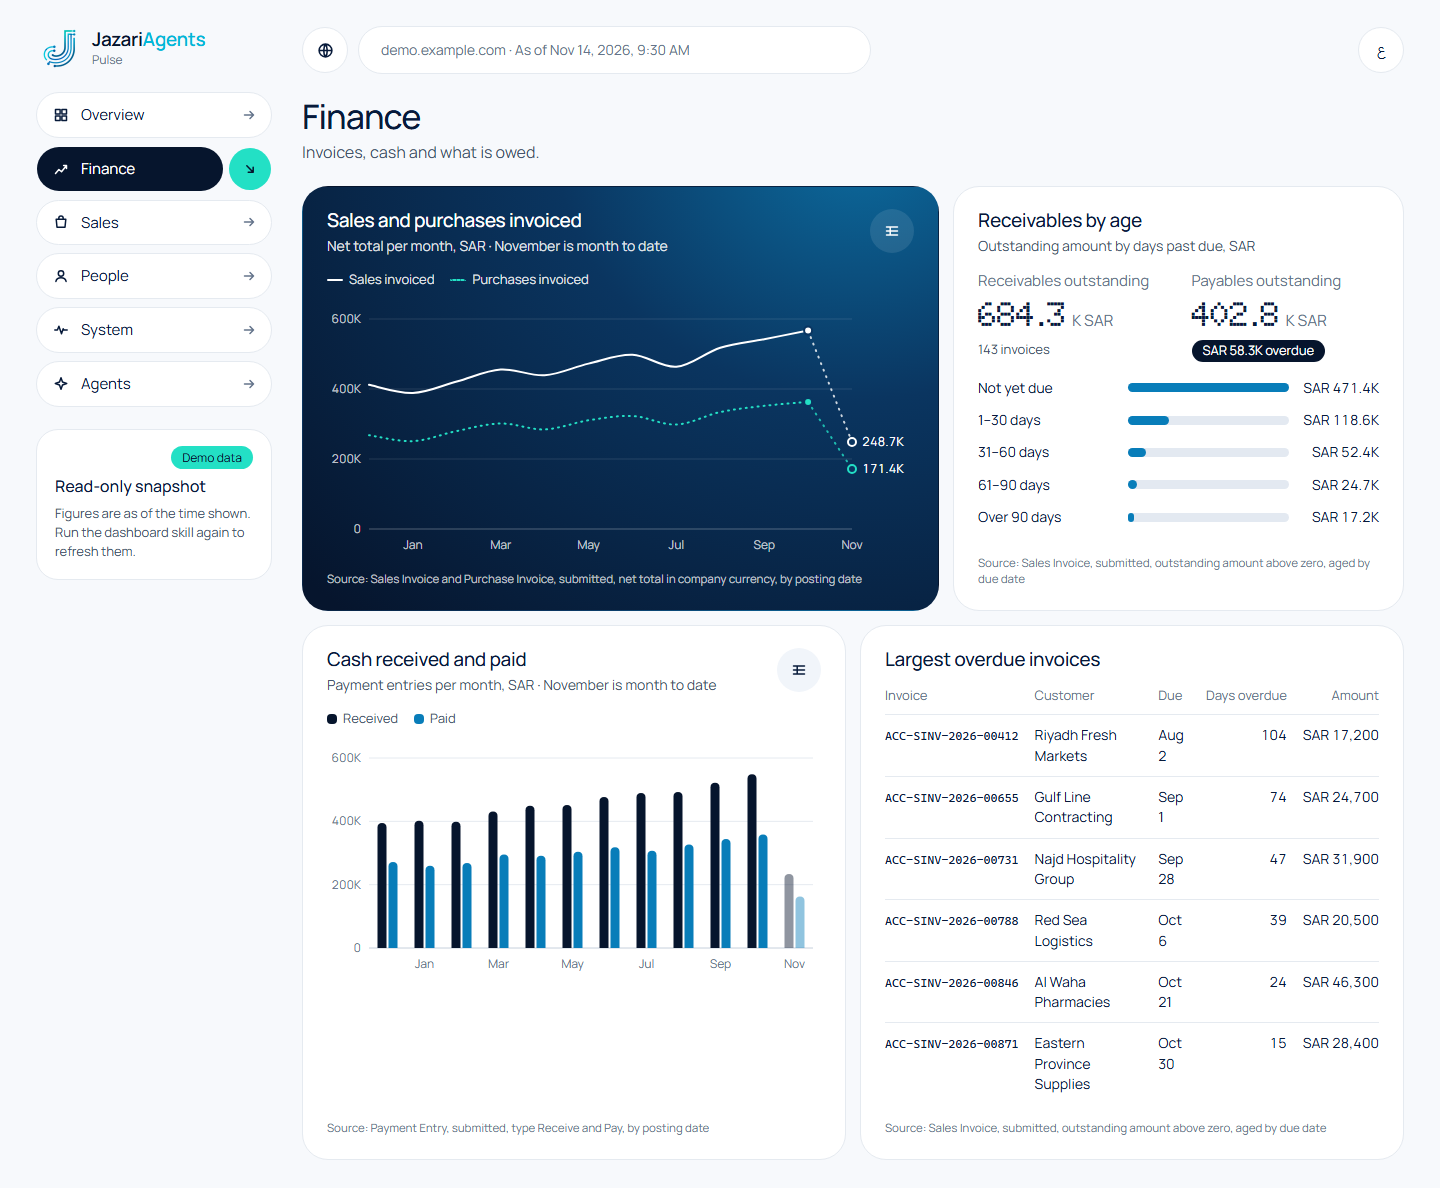 JazariAgents
Pulse
demo.example.com · As of Nov 14, 2026, 9:30 AM
ع
Overview
Finance
Sales
People
System
Agents
Demo data
Read-only snapshot
Figures are as of the time shown.
Run the dashboard skill again to
refresh them.
Finance
Invoices, cash and what is owed.
Sales and purchases invoiced
Net total per month, SAR · November is month to date
Sales invoiced Purchases invoiced
600K
400K
200K
0
248.7K
171.4K
Jan Mar May Jul Sep Nov
Source: Sales Invoice and Purchase Invoice, submitted, net total in company currency, by posting date
Receivables by age
Outstanding amount by days past due, SAR
Receivables outstanding Payables outstanding
684.3 K SAR 402.8 K SAR
143 invoices SAR 58.3K overdue
Not yet due SAR 471.4K
1–30 days SAR 118.6K
31–60 days SAR 52.4K
61–90 days SAR 24.7K
Over 90 days SAR 17.2K
Source: Sales Invoice, submitted, outstanding amount above zero, aged by
due date
Cash received and paid
Payment entries per month, SAR · November is month to date
Received Paid
600K
400K
200K
0
Jan Mar May Jul Sep Nov
Source: Payment Entry, submitted, type Receive and Pay, by posting date
Largest overdue invoices
Invoice Customer Due Days overdue Amount
ACC-SINV-2026-00412 Riyadh Fresh Aug 104 SAR 17,200
Markets 2
ACC-SINV-2026-00655 Gulf Line Sep 74 SAR 24,700
Contracting 1
ACC-SINV-2026-00731 Najd Hospitality Sep 47 SAR 31,900
Group 28
ACC-SINV-2026-00788 Red Sea Oct 39 SAR 20,500
Logistics 6
ACC-SINV-2026-00846 Al Waha Oct 24 SAR 46,300
Pharmacies 21
ACC-SINV-2026-00871 Eastern Oct 15 SAR 28,400
Province 30
Supplies
Source: Sales Invoice, submitted, outstanding amount above zero, aged by due date